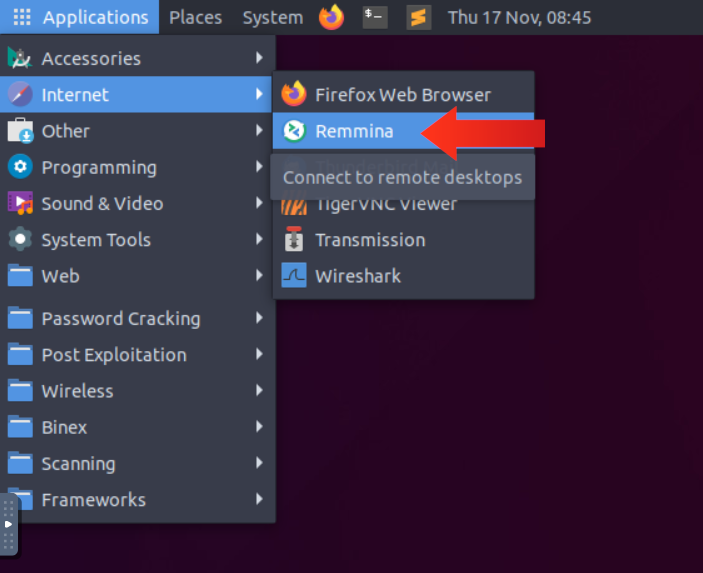 Applications Places System Thu 17 Nov, 08:45
Accessories
Internet
Other
Programming
Sound & Video
System Tools
Web
Password Cracking
Post Exploitation
Wireless
Binex
Scanning
Frameworks
Firefox Web Browser
Remmina
Connect to remote desktops
TigerVNC Viewer
Transmission
Wireshark